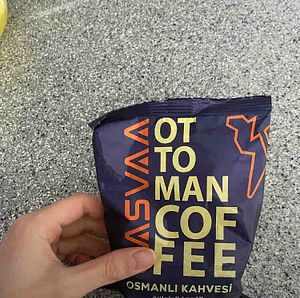 ASVAA
OT
TO
MAN
COF
FEE
OSMANLI KAHVESİ